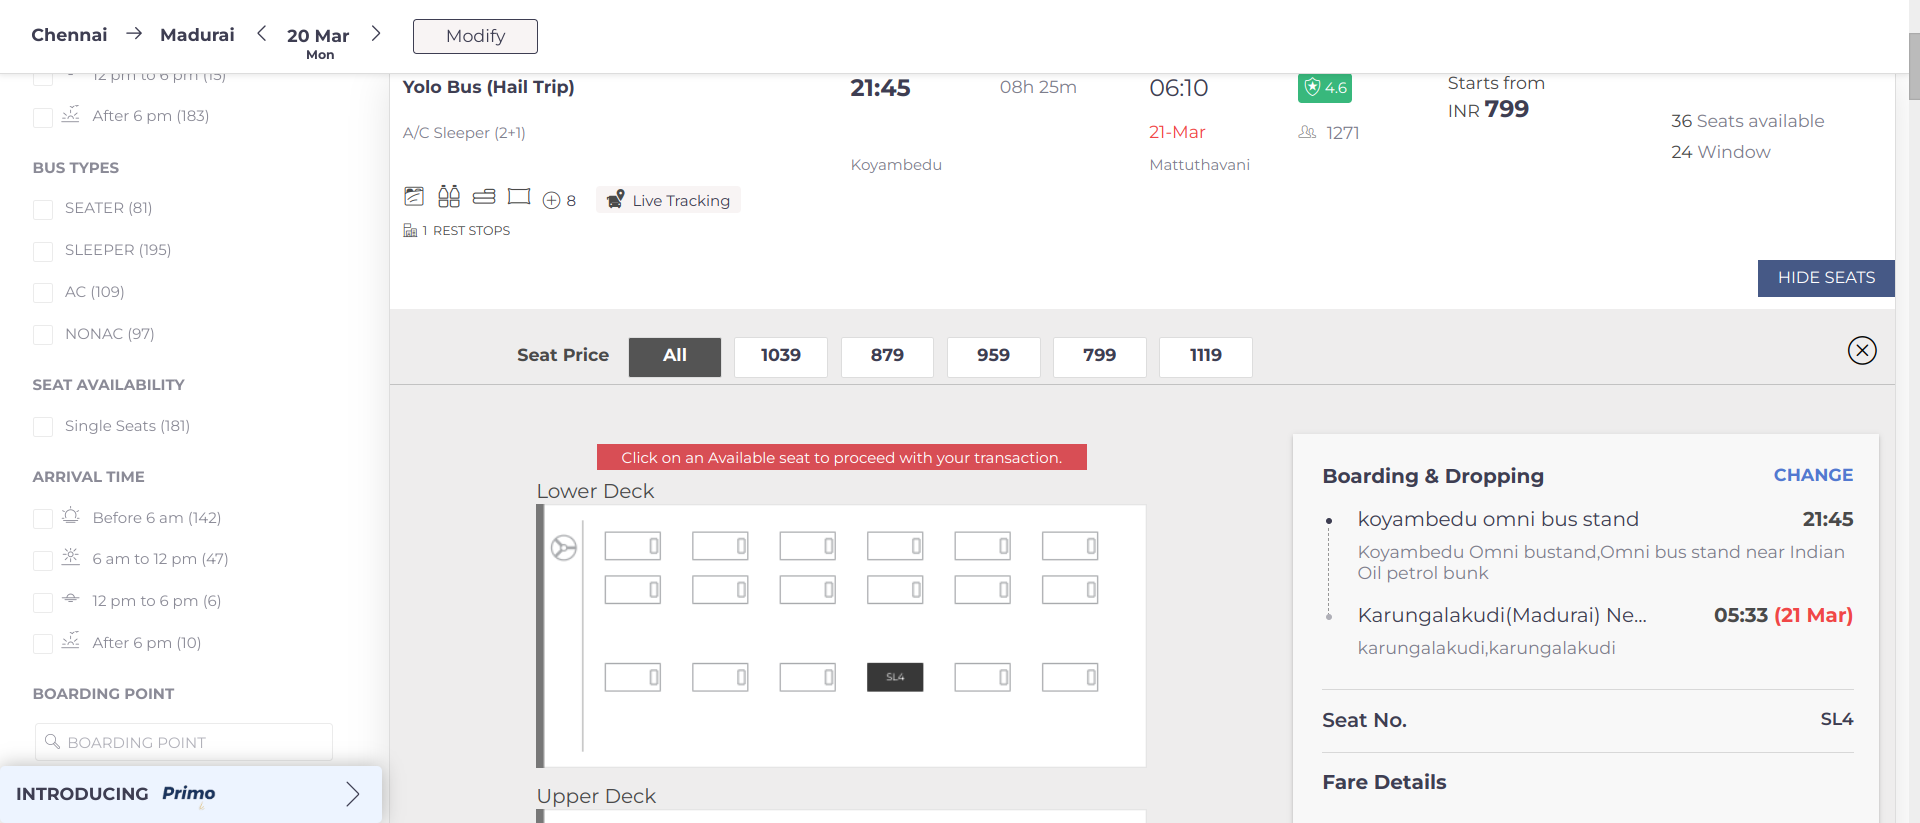 Chennai → Madurai < 20 Mar >
Mon
Modify
12 pm to 6 pm (15)
After 6 pm (183)
BUS TYPES
SEATER (81)
SLEEPER (195)
AC (109)
NONAC (97)
SEAT AVAILABILITY
Single Seats (181)
ARRIVAL TIME
Before 6 am (142)
6 am to 12 pm (47)
12 pm to 6 pm (6)
After 6 pm (10)
BOARDING POINT
BOARDING POINT
INTRODUCING Primo
Yolo Bus (Hail Trip)
A/C Sleeper (2+1)
21:45
Koyambedu
08h 25m
06:10
21-Mar
Mattuthavani
4.6
1271
Starts from
INR 799
36 Seats available
24 Window
8
Live Tracking
1 REST STOPS
HIDE SEATS
Seat Price
All
1039
879
959
799
1119
Click on an Available seat to proceed with your transaction.
Lower Deck
SL4
Upper Deck
Boarding & Dropping
CHANGE
koyambedu omni bus stand
21:45
Koyambedu Omni bustand,Omni bus stand near Indian
Oil petrol bunk
Karungalakudi(Madurai) Ne...
05:33 (21 Mar)
karungalakudi,karungalakudi
Seat No.
SL4
Fare Details